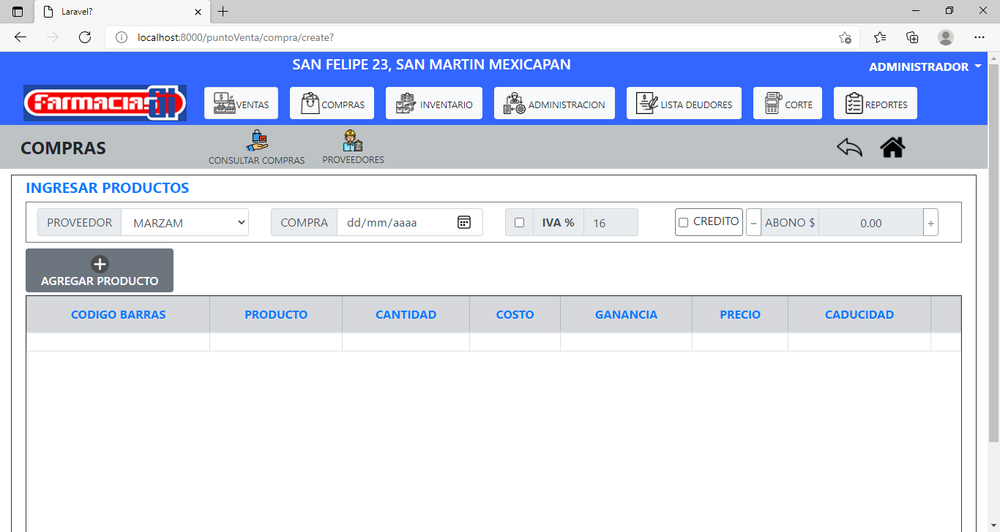 Laravel?
localhost:8000/puntoVenta/compra/create?
SAN FELIPE 23, SAN MARTIN MEXICAPAN
ADMINISTRADOR
Farmacias GI
VENTAS
COMPRAS
INVENTARIO
ADMINISTRACION
LISTA DEUDORES
CORTE
REPORTES
COMPRAS
CONSULTAR COMPRAS
PROVEEDORES
INGRESAR PRODUCTOS
PROVEEDOR MARZAM COMPRA dd/mm/aaaa IVA % 16 CREDITO - ABONO $ 0.00 +
AGREGAR PRODUCTO
CODIGO BARRAS PRODUCTO CANTIDAD COSTO GANANCIA PRECIO CADUCIDAD